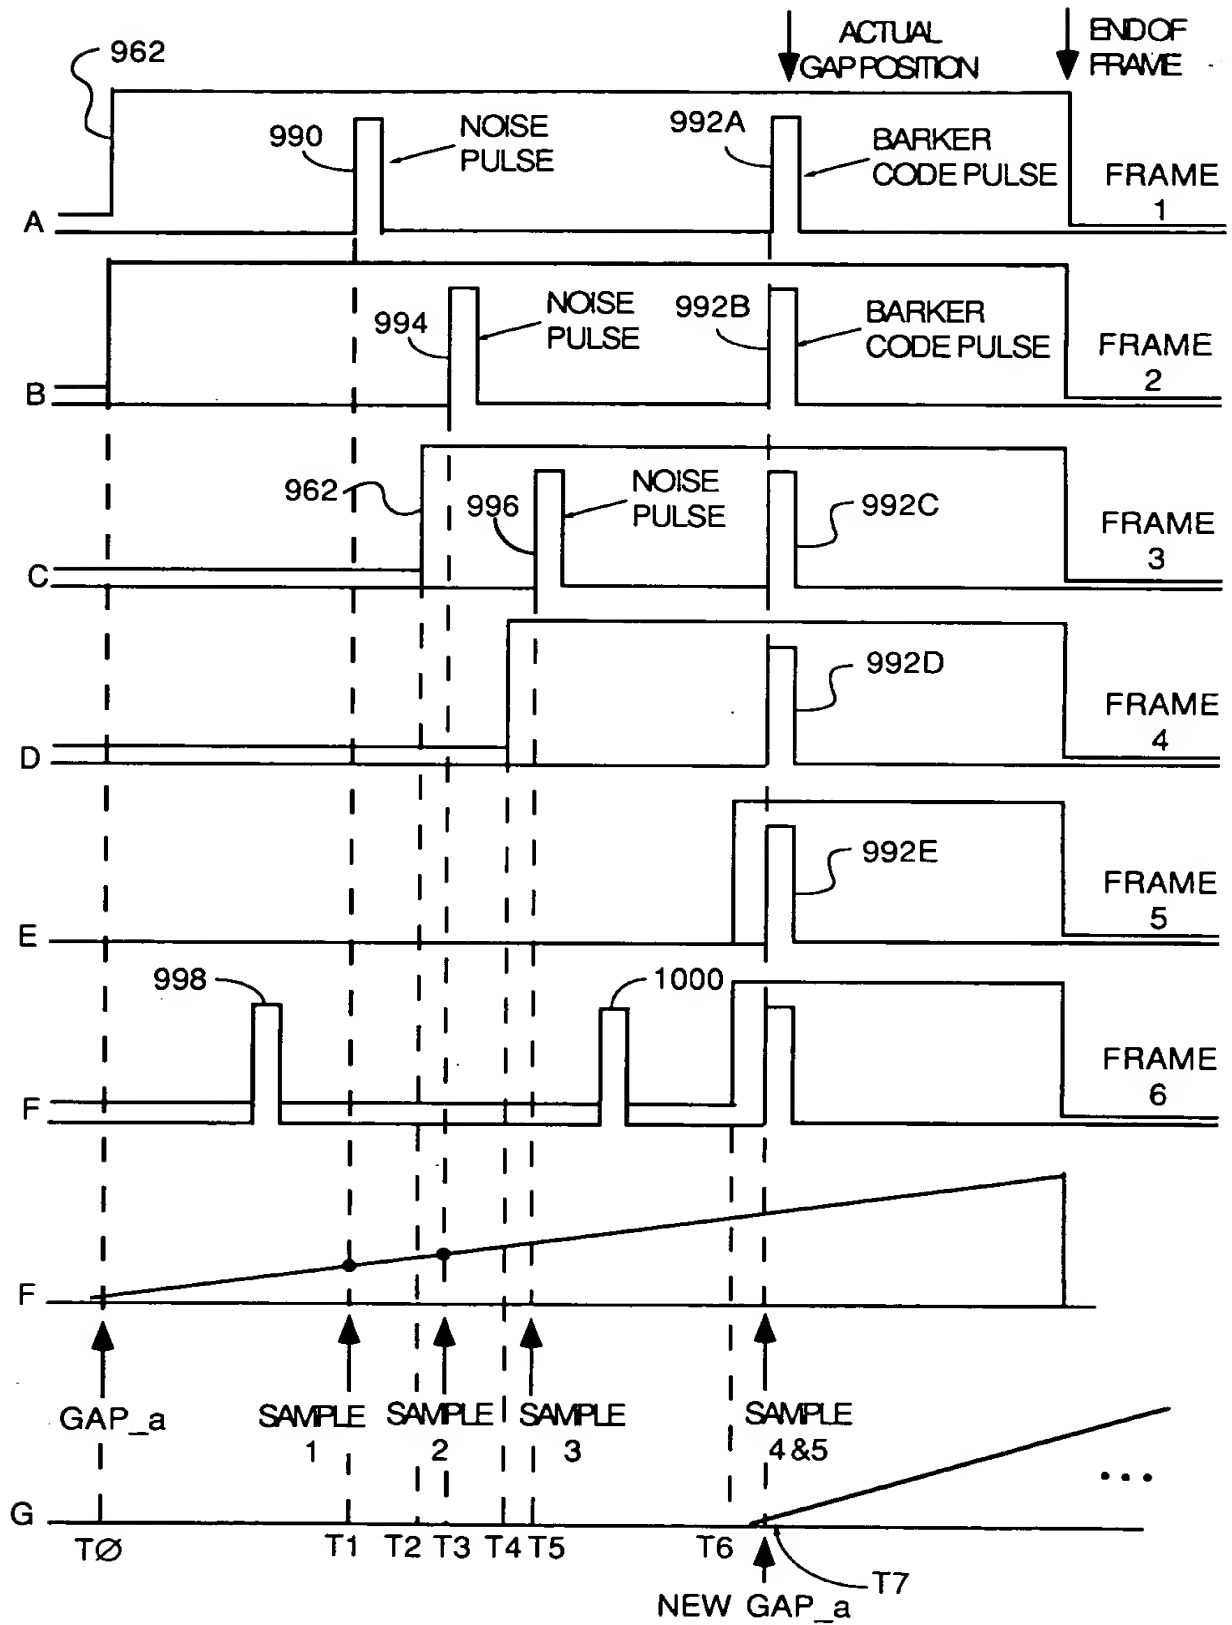 ACTUAL
GAP POSITION
END OF
FRAME
962
990
NOISE
PULSE
992A
BARKER
CODE PULSE
FRAME
1
A
994
NOISE
PULSE
992B
BARKER
CODE PULSE
FRAME
2
B
962
996
NOISE
PULSE
992C
FRAME
3
C
992D
FRAME
4
D
992E
FRAME
5
E
998
1000
FRAME
6
F
F
GAP_a
SAMPLE
1
SAMPLE
2
SAMPLE
3
SAMPLE
4&5
...
G
TØ
T1
T2
T3
T4
T5
T6
T7
NEW GAP_a